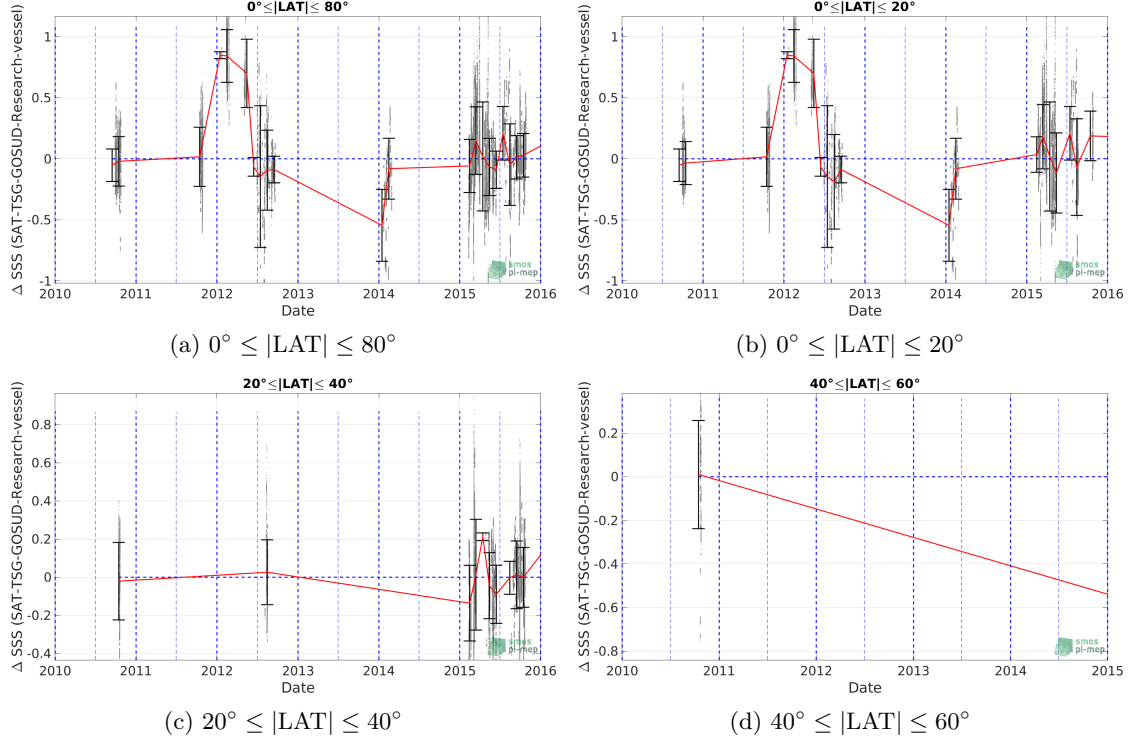 0°≤|LAT|≤ 80°
Δ SSS (SAT-TSG-GOSUD-Research-vessel)
1
0.5
0
-0.5
-1
2010 2011 2012 2013 2014 2015 2016
Date
smos
pi-mep
(a) 0° ≤ |LAT| ≤ 80°
0°≤|LAT|≤ 20°
Δ SSS (SAT-TSG-GOSUD-Research-vessel)
1
0.5
0
-0.5
-1
2010 2011 2012 2013 2014 2015 2016
Date
smos
pi-mep
(b) 0° ≤ |LAT| ≤ 20°
20°≤|LAT|≤ 40°
Δ SSS (SAT-TSG-GOSUD-Research-vessel)
0.8
0.6
0.4
0.2
0
-0.2
-0.4
2010 2011 2012 2013 2014 2015 2016
Date
smos
pi-mep
(c) 20° ≤ |LAT| ≤ 40°
40°≤|LAT|≤ 60°
Δ SSS (SAT-TSG-GOSUD-Research-vessel)
0.2
0
-0.2
-0.4
-0.6
-0.8
2010 2011 2012 2013 2014 2015
Date
smos
pi-mep
(d) 40° ≤ |LAT| ≤ 60°